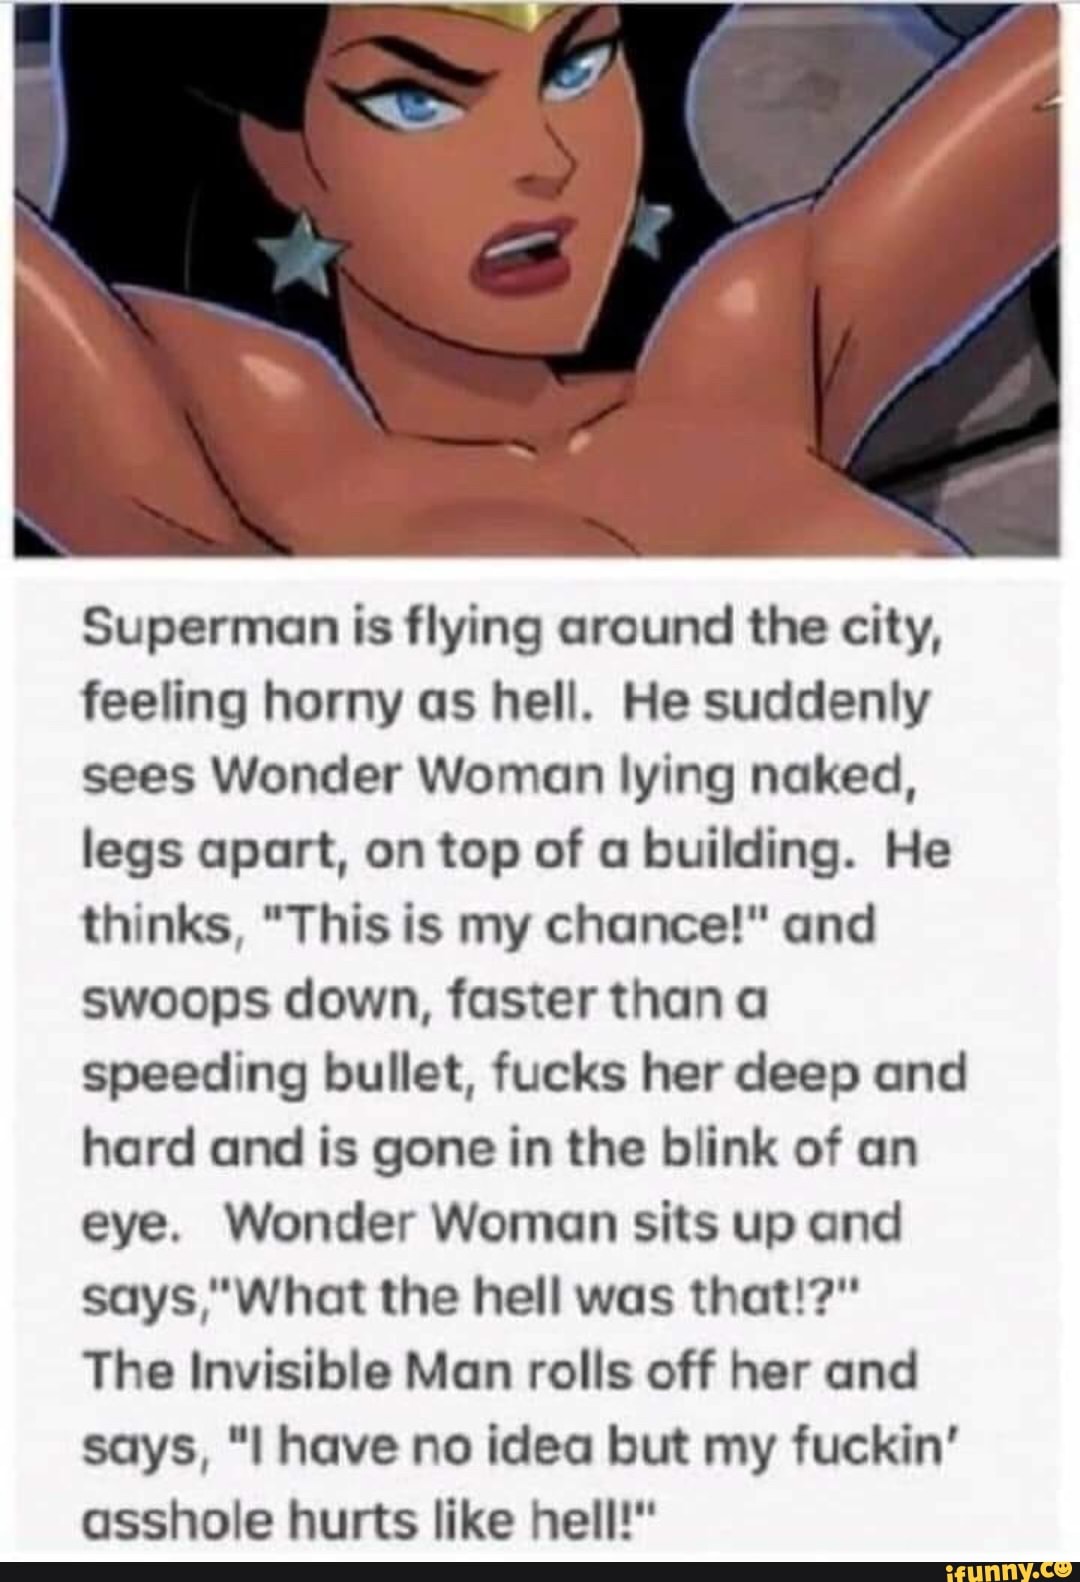 Superman is flying around the city,
feeling horny as hell.  He suddenly
sees Wonder Woman lying naked,
legs apart, on top of a building.  He
thinks, "This is my chance!" and
swoops down, faster than a
speeding bullet, fucks her deep and
hard and is gone in the blink of an
eye.   Wonder Woman sits up and
says,"What the hell was that!?"
The Invisible Man rolls off her and
says, "I have no idea but my fuckin'
asshole hurts like hell!"
ifunny.co